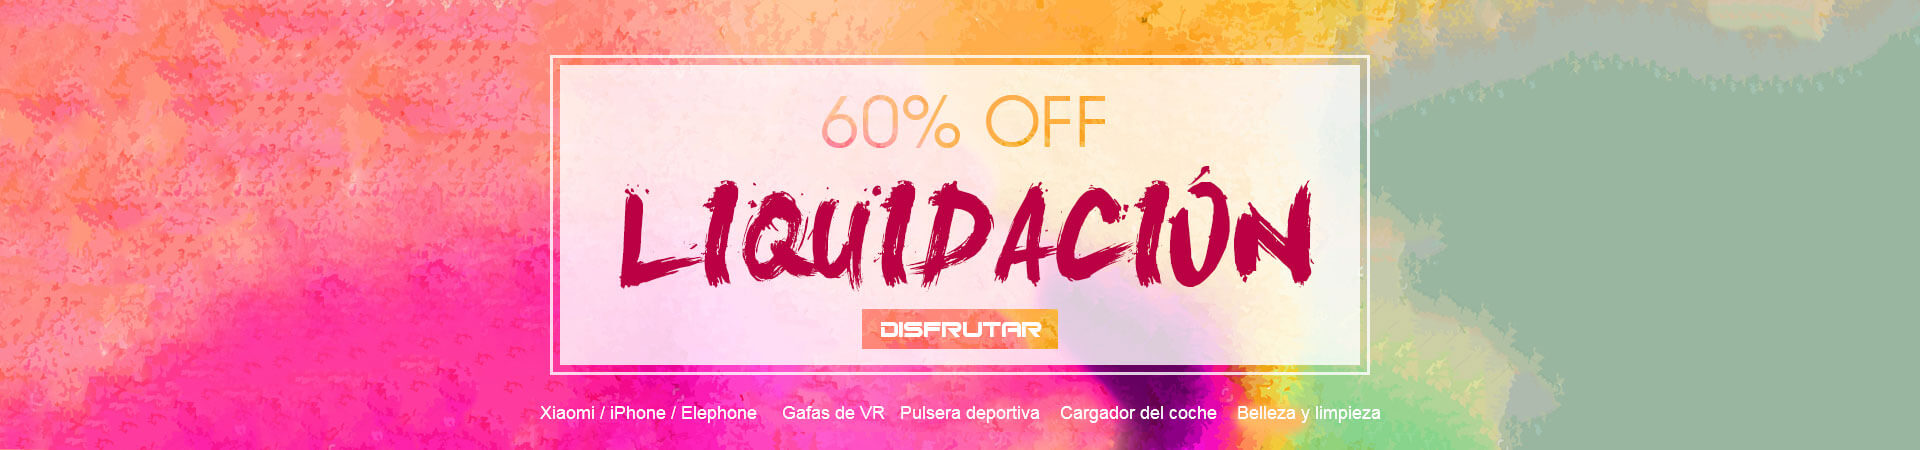 60% OFF
LIQUIDACIÓN
DISFRUTAR
Xiaomi / iPhone / Elephone Gafas de VR Pulsera deportiva Cargador del coche Belleza y limpieza